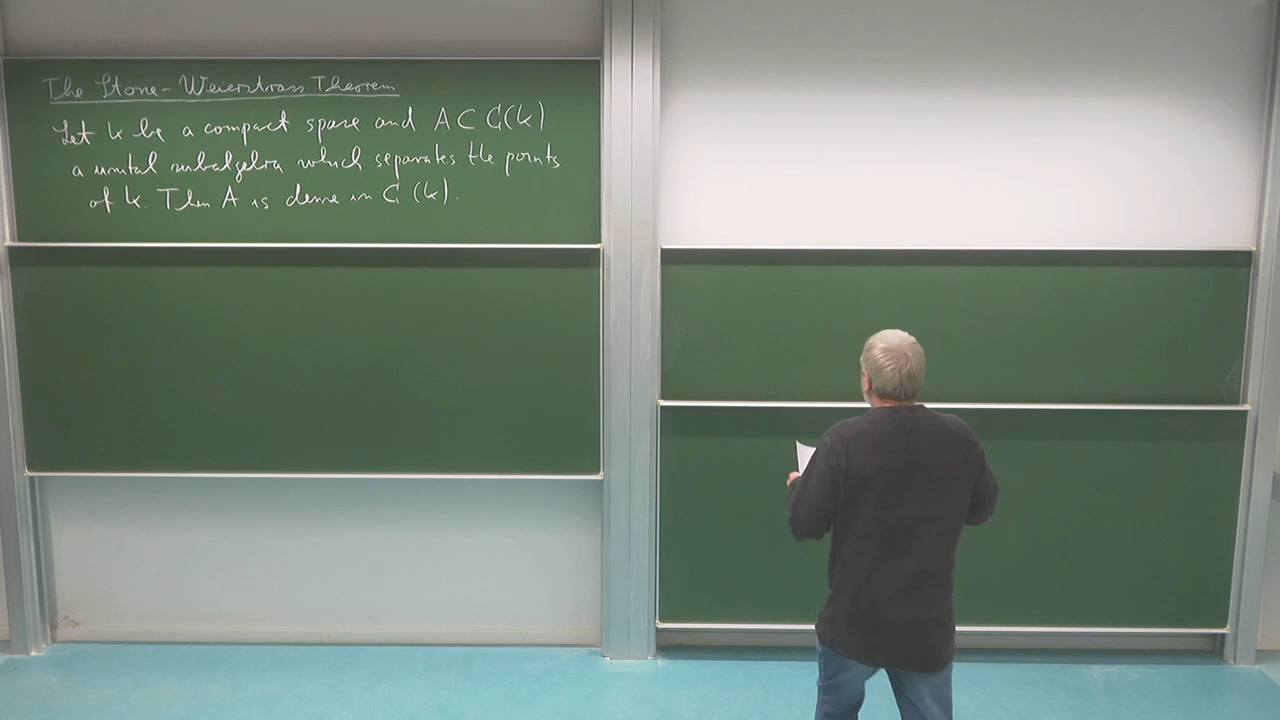 The Stone-Weierstrass Theorem
Let K be a compact space and A ⊂ C(K)
a unital subalgebra which separates the points
of K. Then A is dense in C(K).